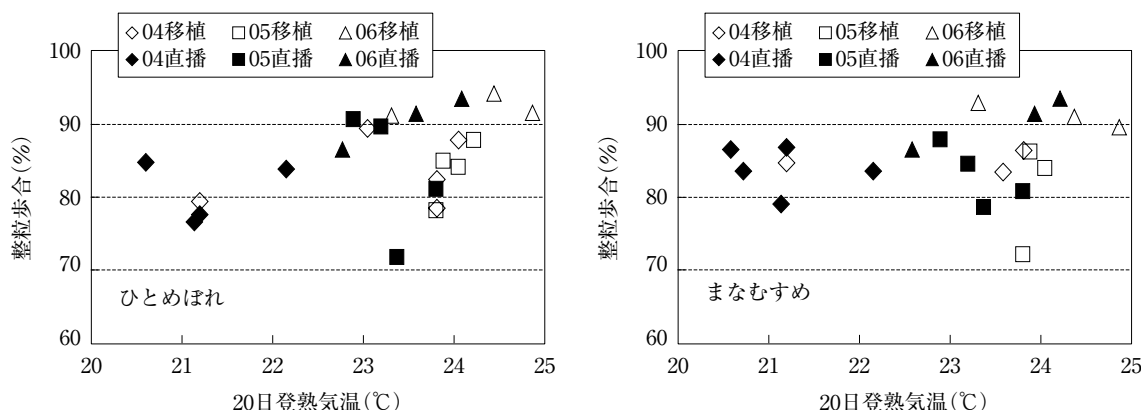 ◇04移植 □05移植 △06移植
◆04直播 ■05直播 ▲06直播
100
90
80
70
60
整粒歩合(%)
ひとめぼれ
20 21 22 23 24 25
20日登熟気温(℃)
◇04移植 □05移植 △06移植
◆04直播 ■05直播 ▲06直播
100
90
80
70
60
整粒歩合(%)
まなむすめ
20 21 22 23 24 25
20日登熟気温(℃)